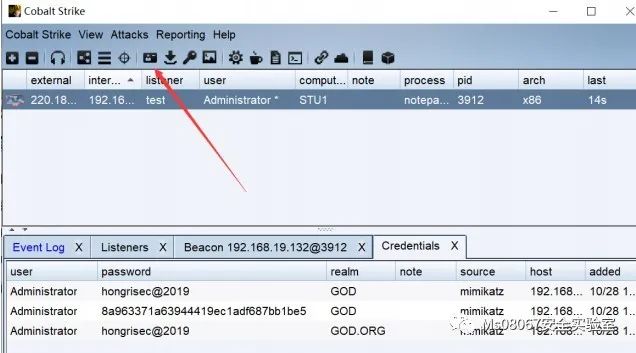 Cobalt Strike
Cobalt Strike View Attacks Reporting Help
external inter... listener user comput... note process pid arch last
220.18... 192.16... test Administrator * STU1 notepa... 3912 x86 14s
Event Log X Listeners X Beacon 192.168.19.132@3912 X Credentials X
user password realm note source host added
Administrator hongrisec@2019 GOD mimikatz 192.168... 10/28 1...
Administrator 8a963371a63944419ec1adf687bb1be5 GOD mimikatz 192.168... 10/28 1...
Administrator hongrisec@2019 GOD.ORG mimikatz 192.168... 10/28 1...
Ms08067安全实验室